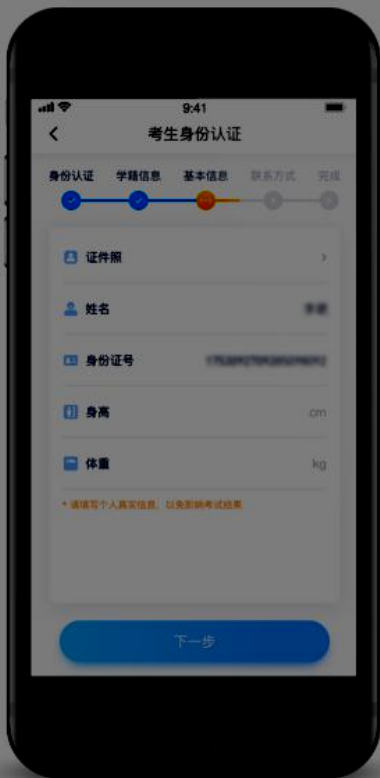 9:41
考生身份认证
身份认证 学籍信息 基本信息 联系方式 完成
证件照
姓名
身份证号
身高 cm
体重 kg
* 请填写个人真实信息，以免影响考试结果
下一步